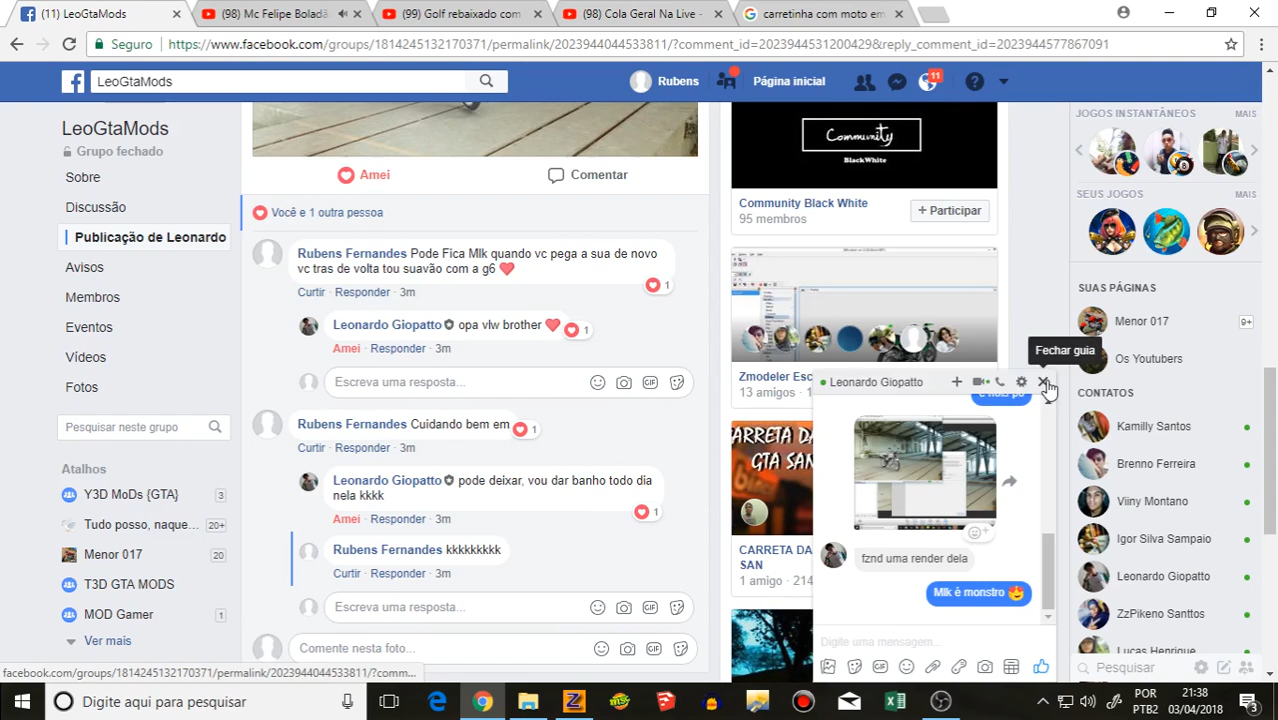 (11) LeoGtaMods
(98) Mc Felipe Boladã
(99) Golf rebaixado com
(98) Cola Geral Na Live -
carretinha com moto em
Seguro
https://www.facebook.com/groups/1814245132170371/permalink/2023944044533811/?comment_id=2023944531200429&reply_comment_id=2023944577867091
LeoGtaMods
Rubens
Página inicial
11
LeoGtaMods
Grupo fechado
Sobre
Discussão
Publicação de Leonardo
Avisos
Membros
Eventos
Vídeos
Fotos
Pesquisar neste grupo
Atalhos
Y3D MoDs {GTA} 3
Tudo posso, naque... 20+
Menor 017 20
T3D GTA MODS
MOD Gamer 1
Ver mais
Amei
Comentar
Você e 1 outra pessoa
Rubens Fernandes Pode Fica Mlk quando vc pega a sua de novo
vc tras de volta tou suavão com a g6
1
Curtir · Responder · 3m
Leonardo Giopatto opa vlw brother
1
Amei · Responder · 3m
Escreva uma resposta...
GIF
Rubens Fernandes Cuidando bem em
1
Curtir · Responder · 3m
Leonardo Giopatto pode deixar, vou dar banho todo dia
nela kkkk
1
Amei · Responder · 3m
Rubens Fernandes kkkkkkkkk
Curtir · Responder · 3m
Escreva uma resposta...
GIF
Comente nesta foto...
GIF
Community
BlackWhite
Community Black White
95 membros
+ Participar
Zmodeler Esc
13 amigos · 24
ARRETA DA
GTA SAN
CARRETA DA
SAN
1 amigo · 214
Fechar guia
Leonardo Giopatto
é nois pô
fznd uma render dela
Mlk é monstro
Digite uma mensagem...
GIF
JOGOS INSTANTÂNEOS MAIS
SEUS JOGOS MAIS
SUAS PÁGINAS
Menor 017 9+
Os Youtubers
CONTATOS
Kamilly Santos
Brenno Ferreira
Viiny Montano
Igor Silva Sampaio
Leonardo Giopatto
ZzPikeno Santtos
Lucas Henrique
Pesquisar
facebook.com/groups/1814245132170371/permalink/2023944044533811/?comm...
Digite aqui para pesquisar
POR
PTB2
21:38
03/04/2018
3